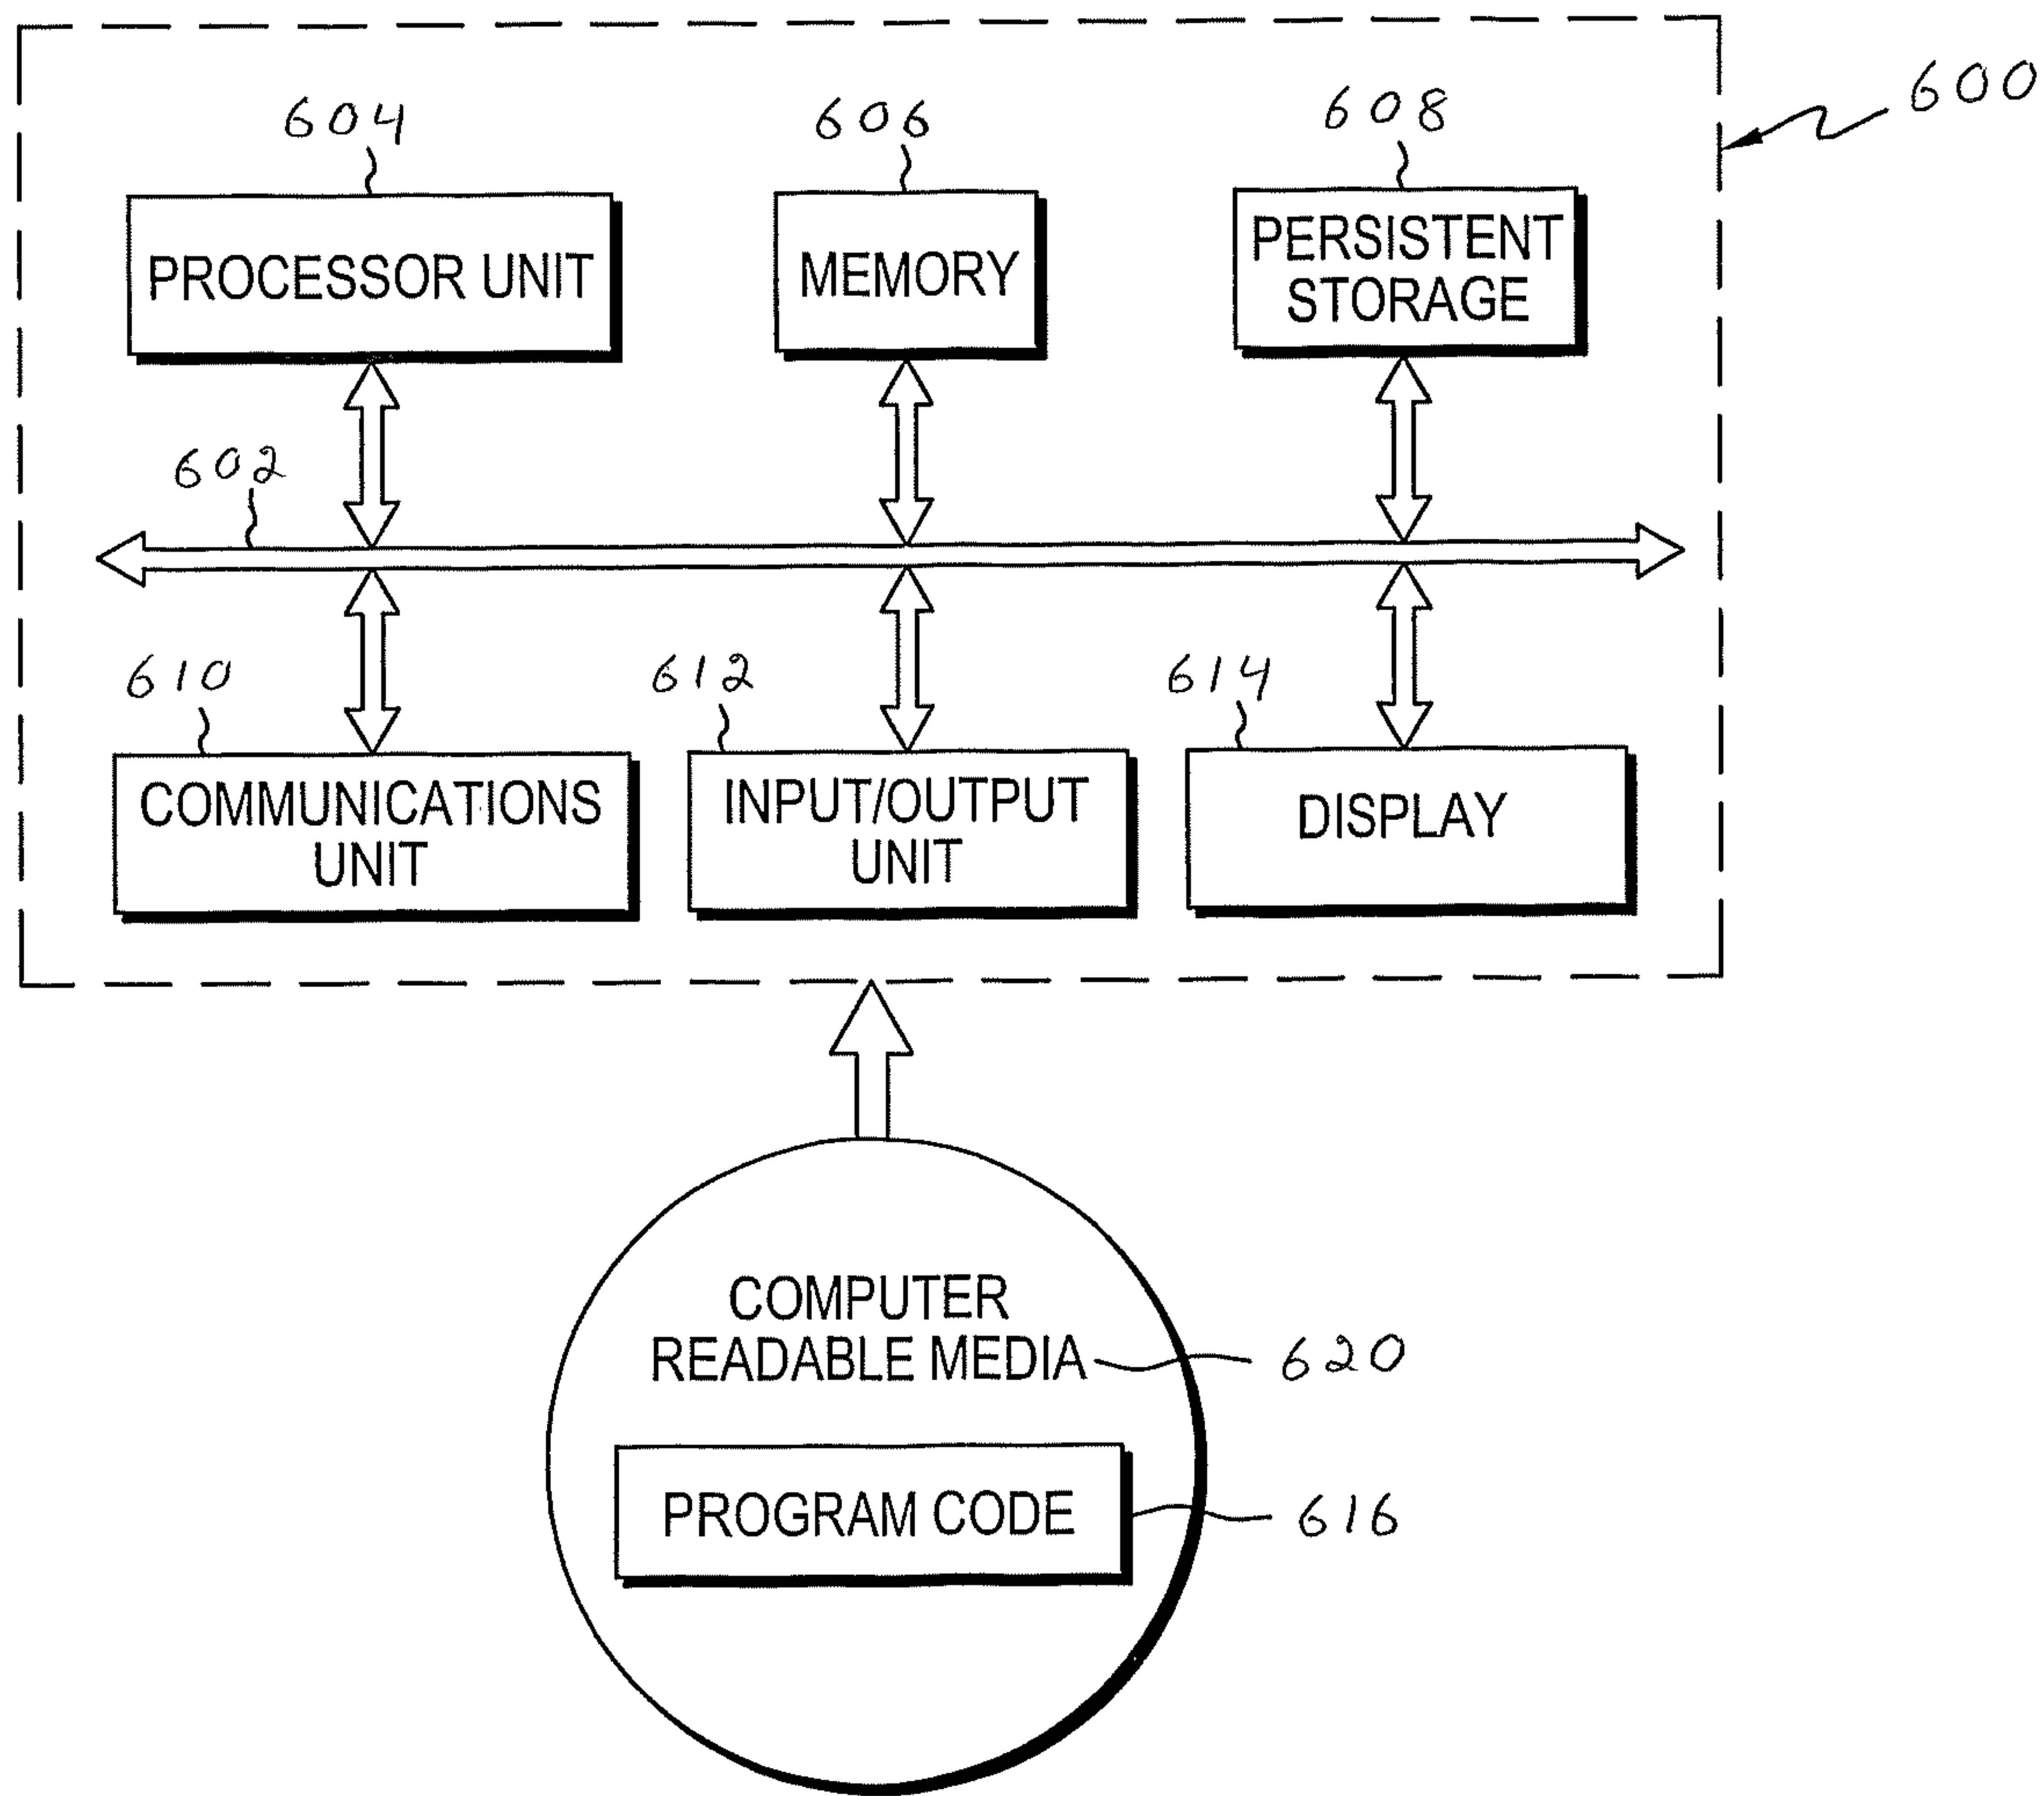 600
604
606
608
PROCESSOR UNIT
MEMORY
PERSISTENT
STORAGE
602
610
612
614
COMMUNICATIONS
UNIT
INPUT/OUTPUT
UNIT
DISPLAY
COMPUTER
READABLE MEDIA
620
PROGRAM CODE
616